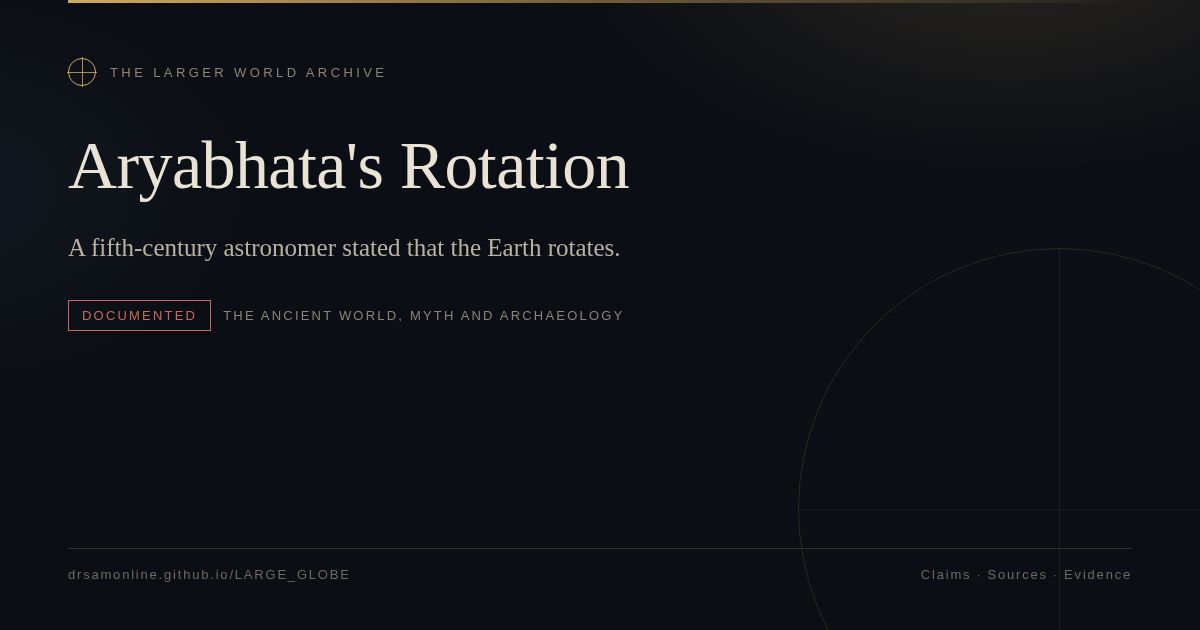 THE LARGER WORLD ARCHIVE
Aryabhata's Rotation
A fifth-century astronomer stated that the Earth rotates.
DOCUMENTED THE ANCIENT WORLD, MYTH AND ARCHAEOLOGY
drsamonline.github.io/LARGE_GLOBE
Claims · Sources · Evidence